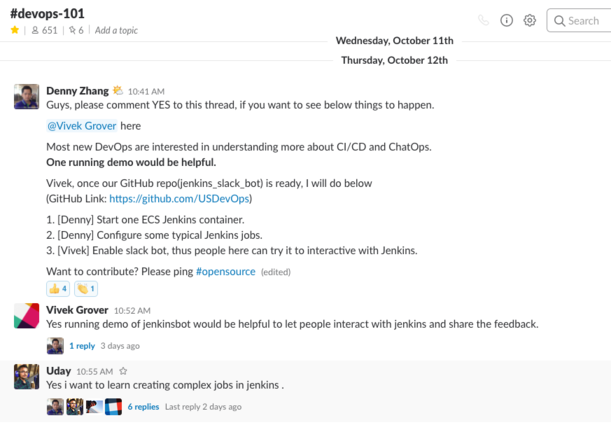 #devops-101
651 | 6 | Add a topic
Search
Wednesday, October 11th
Thursday, October 12th
Denny Zhang 10:41 AM
Guys, please comment YES to this thread, if you want to see below things to happen.
@Vivek Grover here
Most new DevOps are interested in understanding more about CI/CD and ChatOps.
One running demo would be helpful.
Vivek, once our GitHub repo(jenkins_slack_bot) is ready, I will do below
(GitHub Link: https://github.com/USDevOps)
1. [Denny] Start one ECS Jenkins container.
2. [Denny] Configure some typical Jenkins jobs.
3. [Vivek] Enable slack bot, thus people here can try it to interactive with Jenkins.
Want to contribute? Please ping #opensource (edited)
4 1
Vivek Grover 10:52 AM
Yes running demo of jenkinsbot would be helpful to let people interact with jenkins and share the feedback.
1 reply 3 days ago
Uday 10:55 AM
Yes i want to learn creating complex jobs in jenkins .
6 replies Last reply 2 days ago